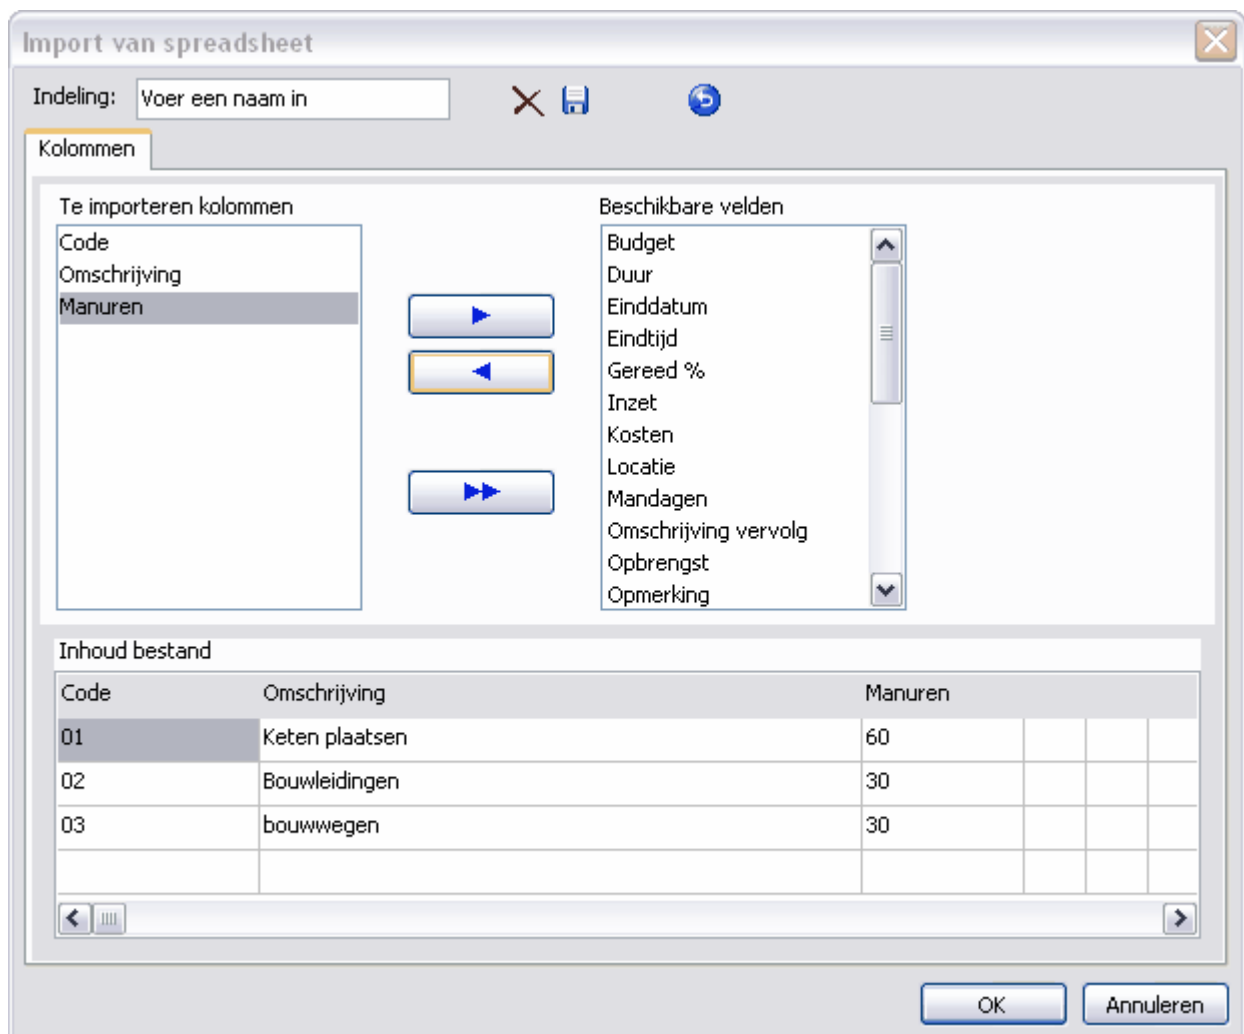 Import van spreadsheet
Indeling: Voer een naam in
Kolommen
Te importeren kolommen
Code
Omschrijving
Manuren
Beschikbare velden
Budget
Duur
Einddatum
Eindtijd
Gereed %
Inzet
Kosten
Locatie
Mandagen
Omschrijving vervolg
Opbrengst
Opmerking
Inhoud bestand
Code Omschrijving Manuren
01 Keten plaatsen 60
02 Bouwleidingen 30
03 bouwwegen 30
OK Annuleren